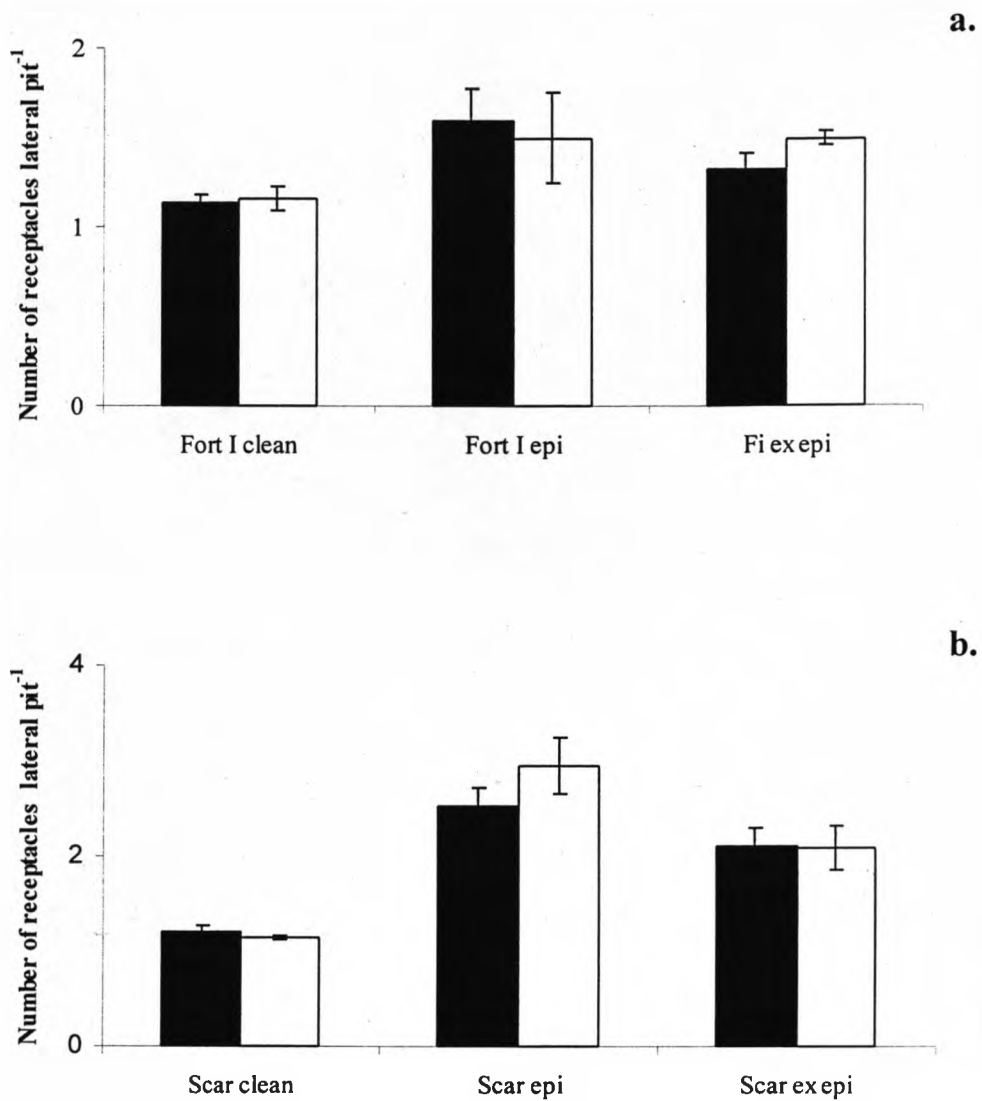 a.
Number of receptacles lateral pit⁻¹
2
1
0
Fort I clean Fort I epi Fi ex epi
b.
Number of receptacles lateral pit⁻¹
4
2
0
Scar clean Scar epi Scar ex epi